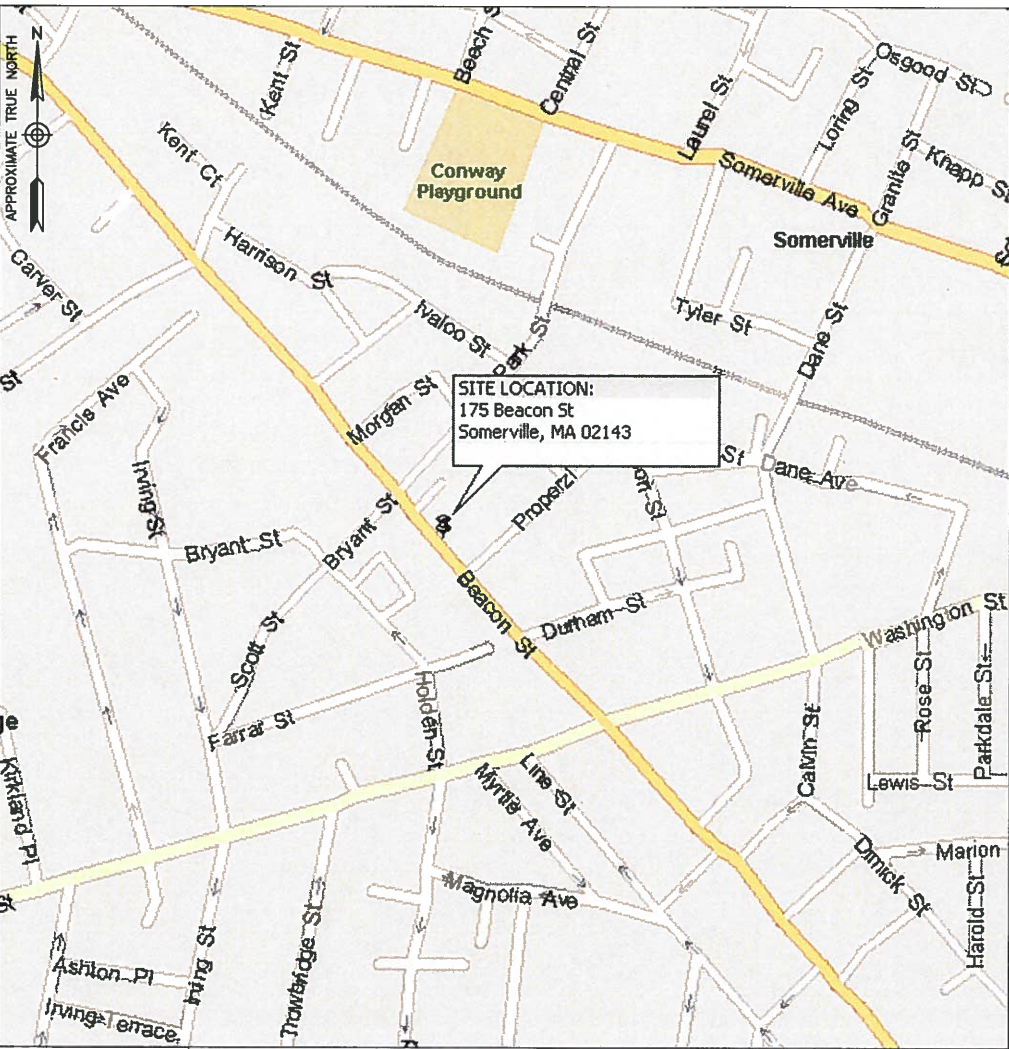 APPROXIMATE TRUE NORTH
N
Kent St
Beech S
Central St
Laurel St
Loring St
Osgood St
Kent Ct
Conway
Playground
Somerville Ave
Granite St
Knapp St
Somerville
Carver St
Harrison St
Ivaloo St
Park St
Tyler St
Dane St
St
Francis Ave
Morgan St
SITE LOCATION:
175 Beacon St
Somerville, MA 02143
St
Dane Ave
Irving St
Properzi
Bryant St
Bryant St
Beacon St
Durham St
Washington St
Scott St
Farrar St
Holden St
Rose St
Parkdale St
Calvin St
Lewis St
Kirkland Pl
Myrtle Ave
Line St
Dimick St
Marion
Magnolia Ave
Harold St
Trowbridge St
Irving St
Ashton Pl
Irving Terrace